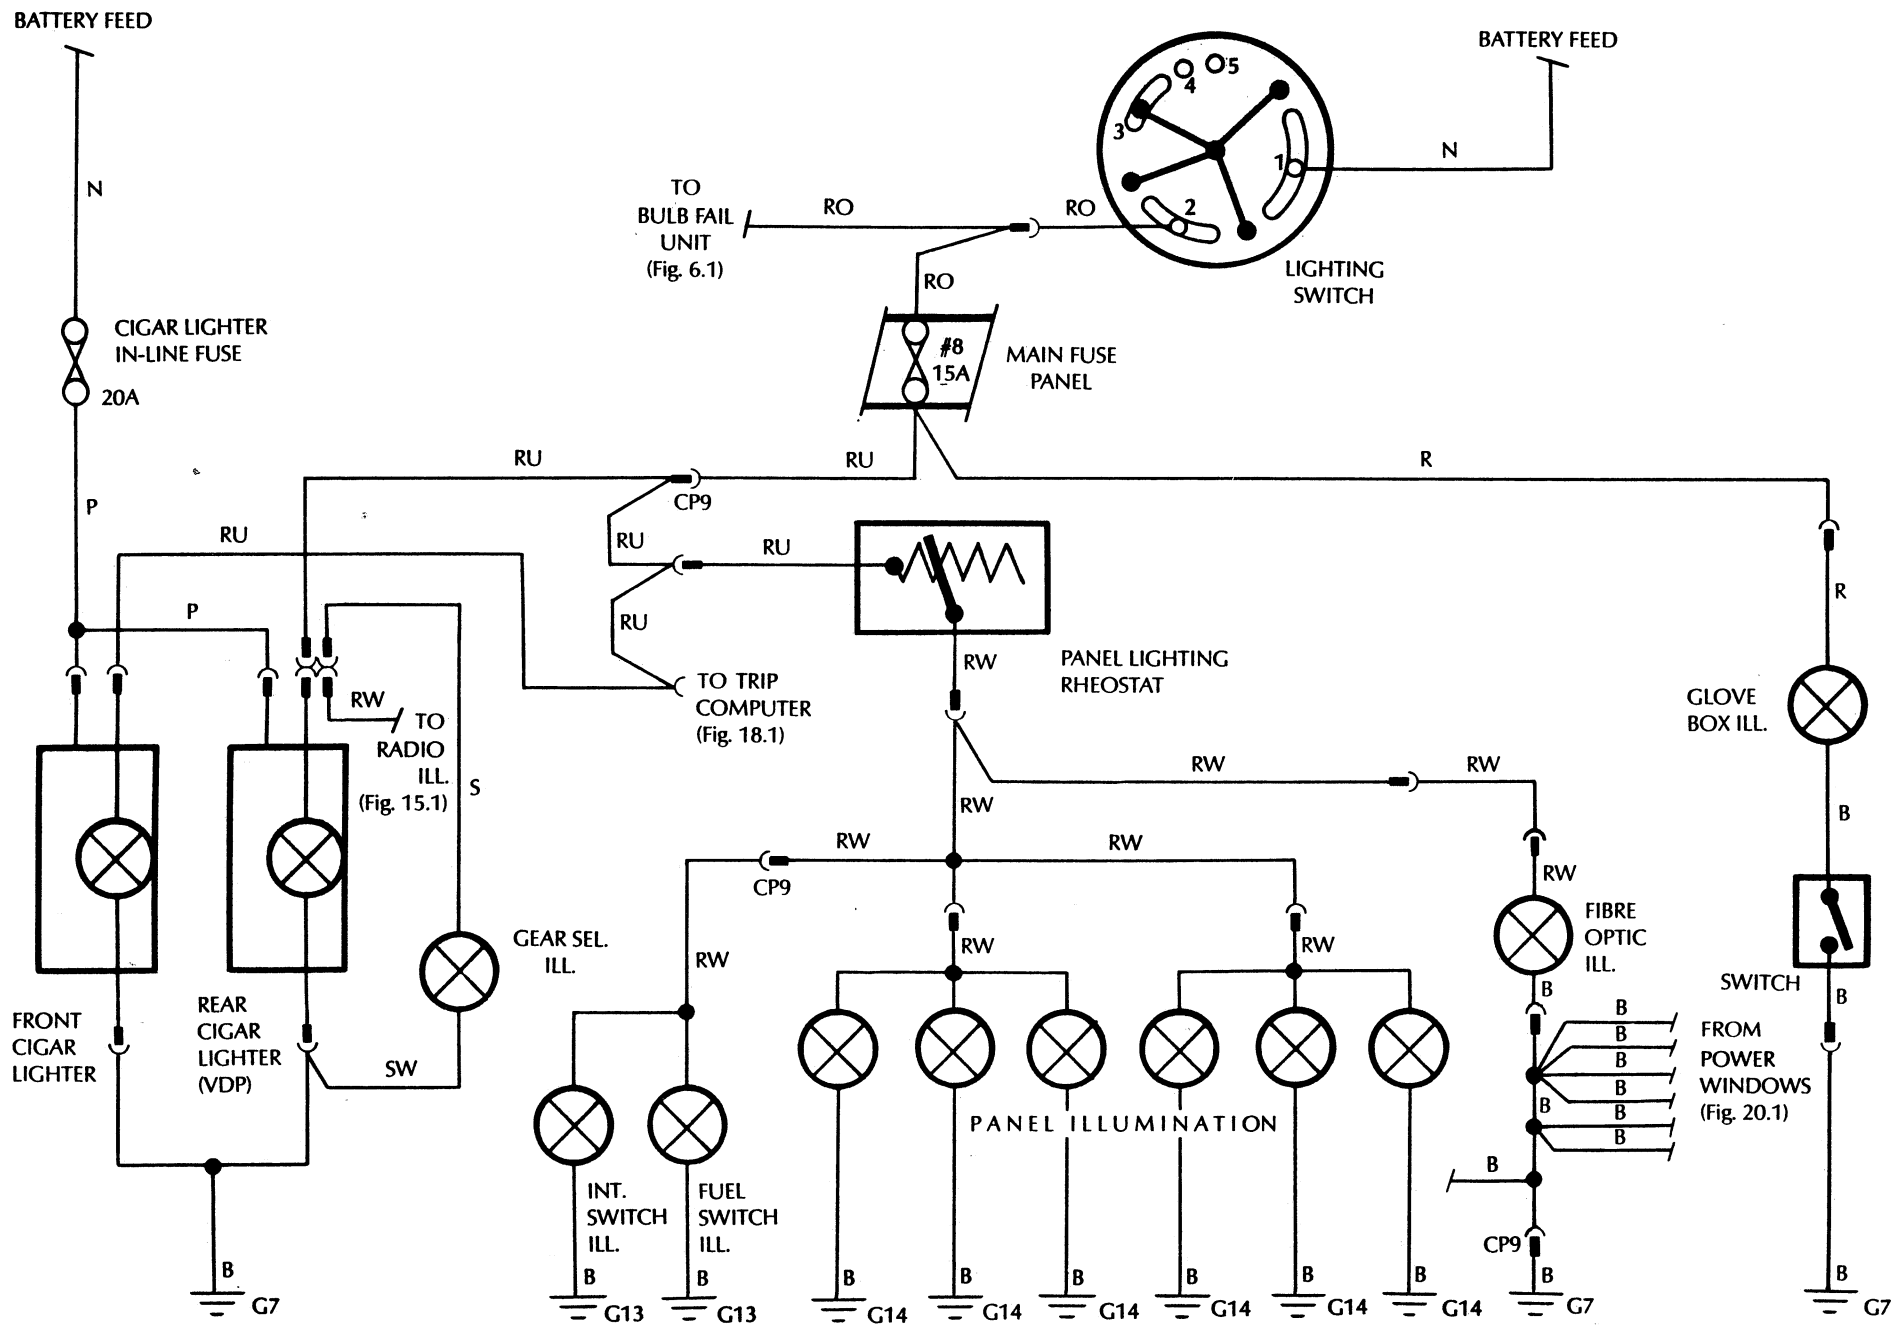 BATTERY FEED
BATTERY FEED
5
4
3
1
N
2
N
TO
BULB FAIL
UNIT
(Fig. 6.1)
RO
RO
RO
LIGHTING
SWITCH
CIGAR LIGHTER
IN-LINE FUSE
20A
#8
15A
MAIN FUSE
PANEL
RU
RU
R
CP9
P
RU
RU
RU
P
RU
R
TO TRIP
COMPUTER
(Fig. 18.1)
RW
PANEL LIGHTING
RHEOSTAT
GLOVE
BOX ILL.
RW
TO
RADIO
ILL.
(Fig. 15.1)
S
RW
RW
RW
B
RW
RW
CP9
RW
FIBRE
OPTIC
ILL.
GEAR SEL.
ILL.
RW
RW
RW
SWITCH
B
B
FRONT
CIGAR
LIGHTER
REAR
CIGAR
LIGHTER
(VDP)
SW
B
B
B
B
B
B
B
FROM
POWER
WINDOWS
(Fig. 20.1)
PANEL ILLUMINATION
B
INT.
SWITCH
ILL.
FUEL
SWITCH
ILL.
CP9
B
B
B
B
B
B
B
B
B
B
B
G7
G13
G13
G14
G14
G14
G14
G14
G14
G7
G7